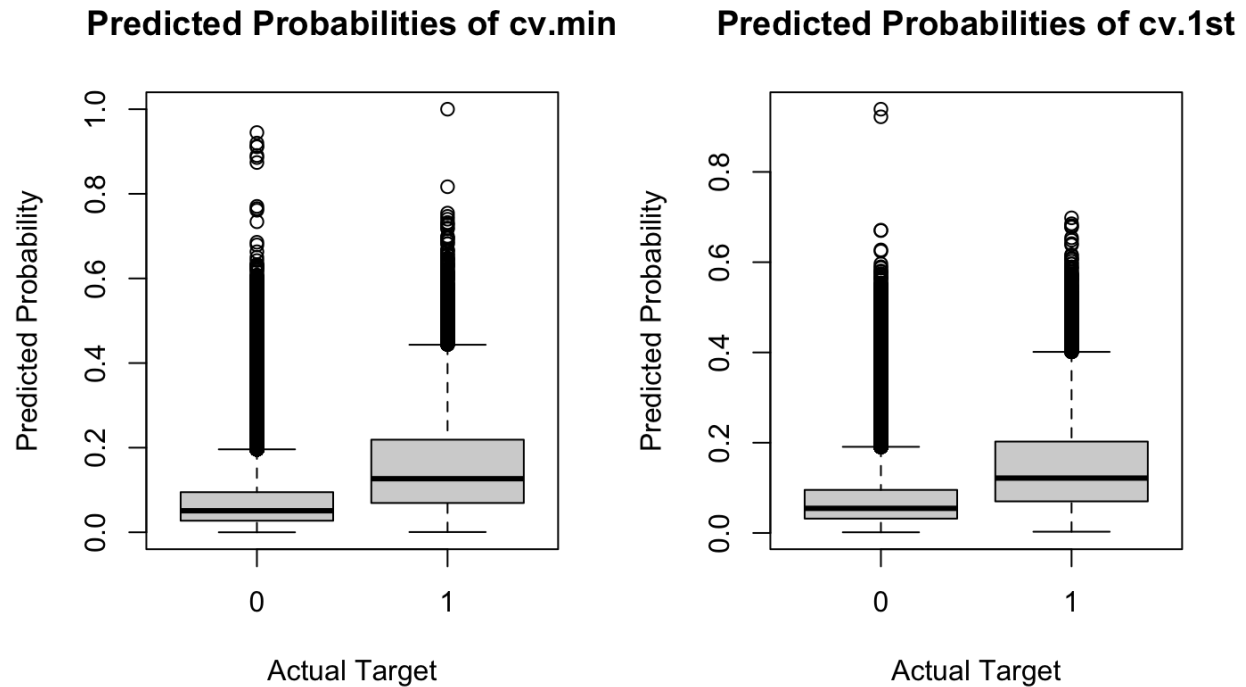 Predicted Probabilities of cv.min
Predicted Probability
1.0
0.8
0.6
0.4
0.2
0.0
0 1
Actual Target
Predicted Probabilities of cv.1st
Predicted Probability
0.8
0.6
0.4
0.2
0.0
0 1
Actual Target